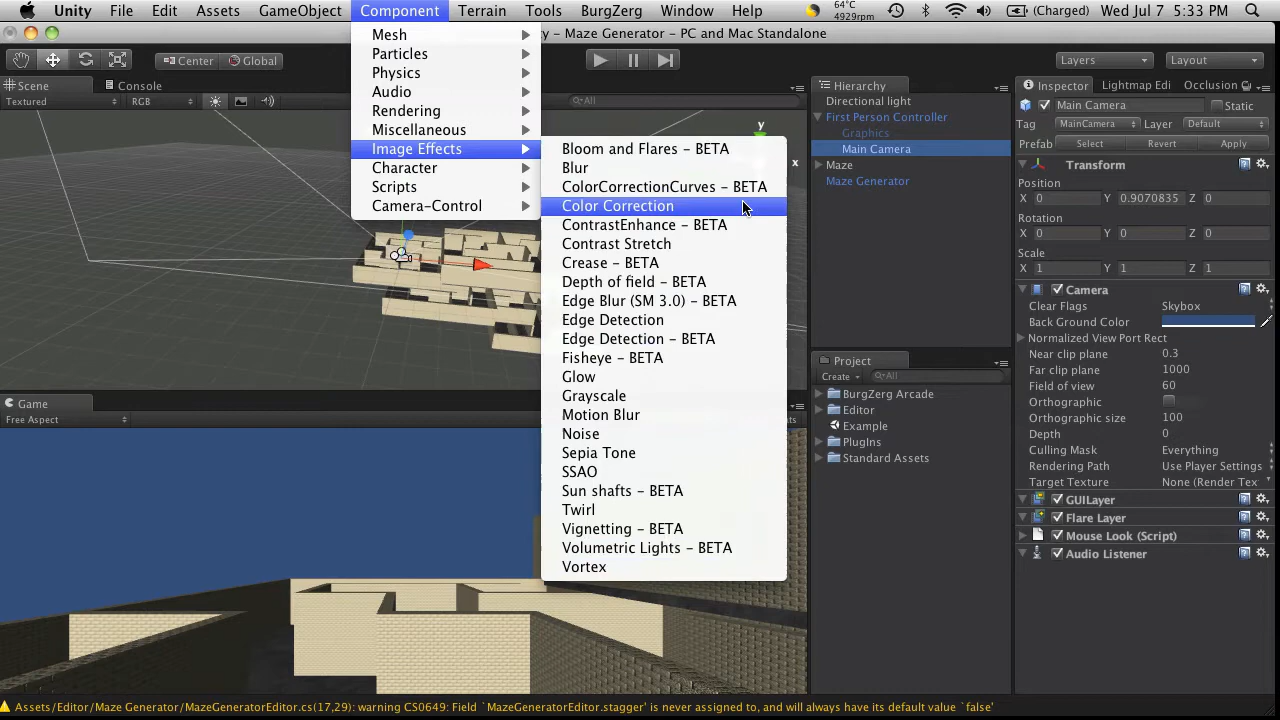 Unity File Edit Assets GameObject Component Terrain Tools BurgZerg Window Help 64°C 4929rpm (Charged) Wed Jul 7 5:33 PM
y – Maze Generator – PC and Mac Standalone
Center Global Layers Layout
Scene Console
Textured RGB All
Mesh
Particles
Physics
Audio
Rendering
Miscellaneous
Image Effects
Character
Scripts
Camera-Control
Bloom and Flares – BETA
Blur
ColorCorrectionCurves – BETA
Color Correction
ContrastEnhance – BETA
Contrast Stretch
Crease – BETA
Depth of field – BETA
Edge Blur (SM 3.0) – BETA
Edge Detection
Edge Detection – BETA
Fisheye – BETA
Glow
Grayscale
Motion Blur
Noise
Sepia Tone
SSAO
Sun shafts – BETA
Twirl
Vignetting – BETA
Volumetric Lights – BETA
Vortex
y
x
Game
Free Aspect
Hierarchy
Create All
Directional light
First Person Controller
Graphics
Main Camera
Maze
Maze Generator
Project
Create All
BurgZerg Arcade
Editor
Example
PlugIns
Standard Assets
Inspector Lightmap Edi Occlusion
Main Camera Static
Tag MainCamera Layer Default
Prefab Select Revert Apply
Transform
Position
X 0 Y 0.9070835 Z 0
Rotation
X 0 Y 0 Z 0
Scale
X 1 Y 1 Z 1
Camera
Clear Flags Skybox
Back Ground Color
Normalized View Port Rect
Near clip plane 0.3
Far clip plane 1000
Field of view 60
Orthographic
Orthographic size 100
Depth 0
Culling Mask Everything
Rendering Path Use Player Settings
Target Texture None (Render Tex
GUILayer
Flare Layer
Mouse Look (Script)
Audio Listener
Assets/Editor/Maze Generator/MazeGeneratorEditor.cs(17,29): warning CS0649: Field `MazeGeneratorEditor.stagger' is never assigned to, and will always have its default value `false'